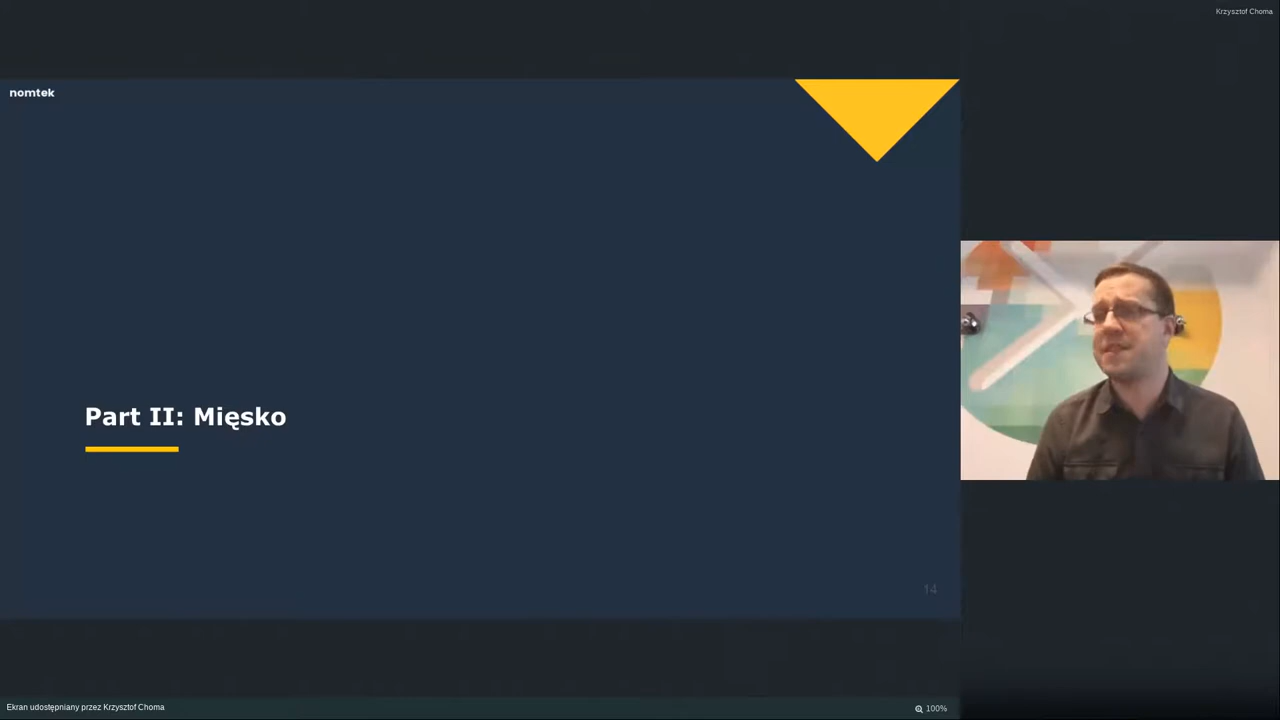 Krzysztof Choma
nomtek
Part II: Mięsko
14
Ekran udostępniany przez Krzysztof Choma
100%